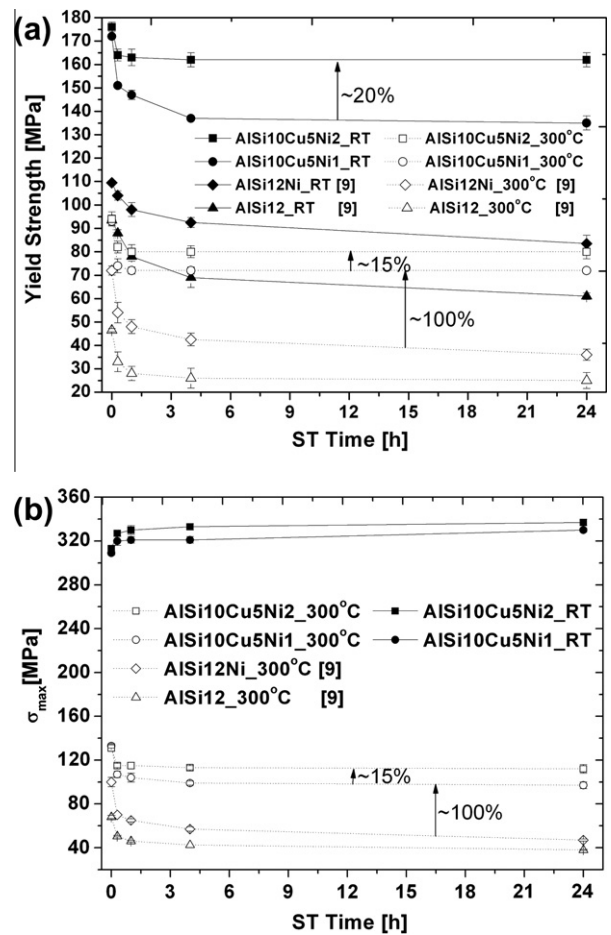 (a)
180
170
160
150
140
130
120
110
100
90
80
70
60
50
40
30
20
Yield Strength [MPa]
~20%
AlSi10Cu5Ni2_RT AlSi10Cu5Ni2_300°C
AlSi10Cu5Ni1_RT AlSi10Cu5Ni1_300°C
AlSi12Ni_RT [9] AlSi12Ni_300°C [9]
AlSi12_RT [9] AlSi12_300°C [9]
~15%
~100%
0 3 6 9 12 15 18 21 24
ST Time [h]
(b)
360
320
280
240
200
160
120
80
40
σmax[MPa]
AlSi10Cu5Ni2_300°C AlSi10Cu5Ni2_RT
AlSi10Cu5Ni1_300°C AlSi10Cu5Ni1_RT
AlSi12Ni_300°C [9]
AlSi12_300°C [9]
~15%
~100%
0 3 6 9 12 15 18 21 24
ST Time [h]